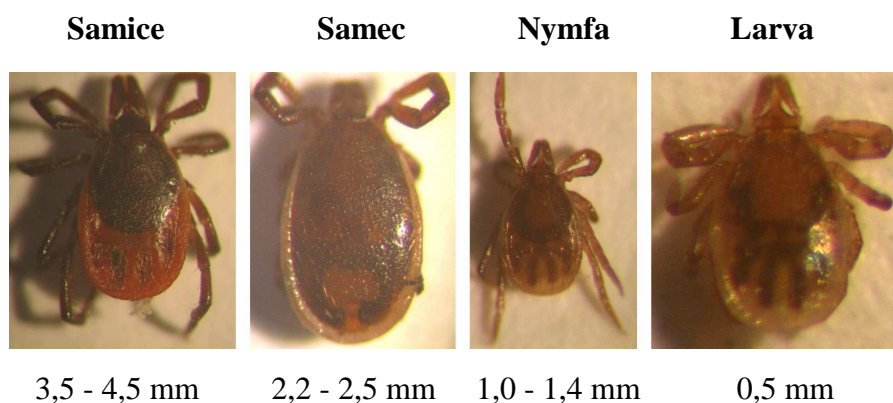 Samice Samec Nymfa Larva
3,5 - 4,5 mm 2,2 - 2,5 mm 1,0 - 1,4 mm 0,5 mm